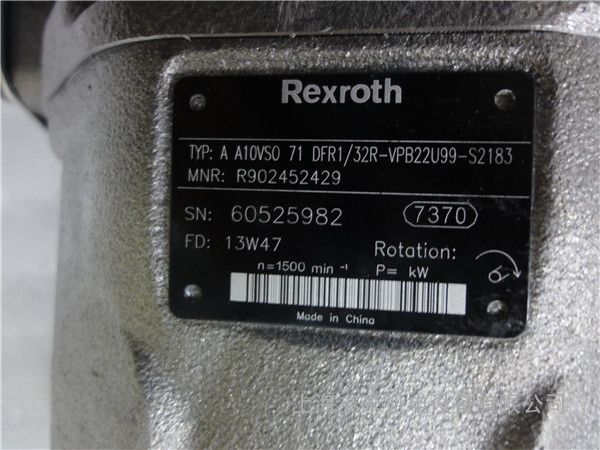 Rexroth
TYP: A A10VSO 71 DFR1/32R-VPB22U99-S2183
MNR: R902452429
SN: 60525982 7370
FD: 13W47 Rotation:
n=1500 min⁻¹ P= kW
Made in China